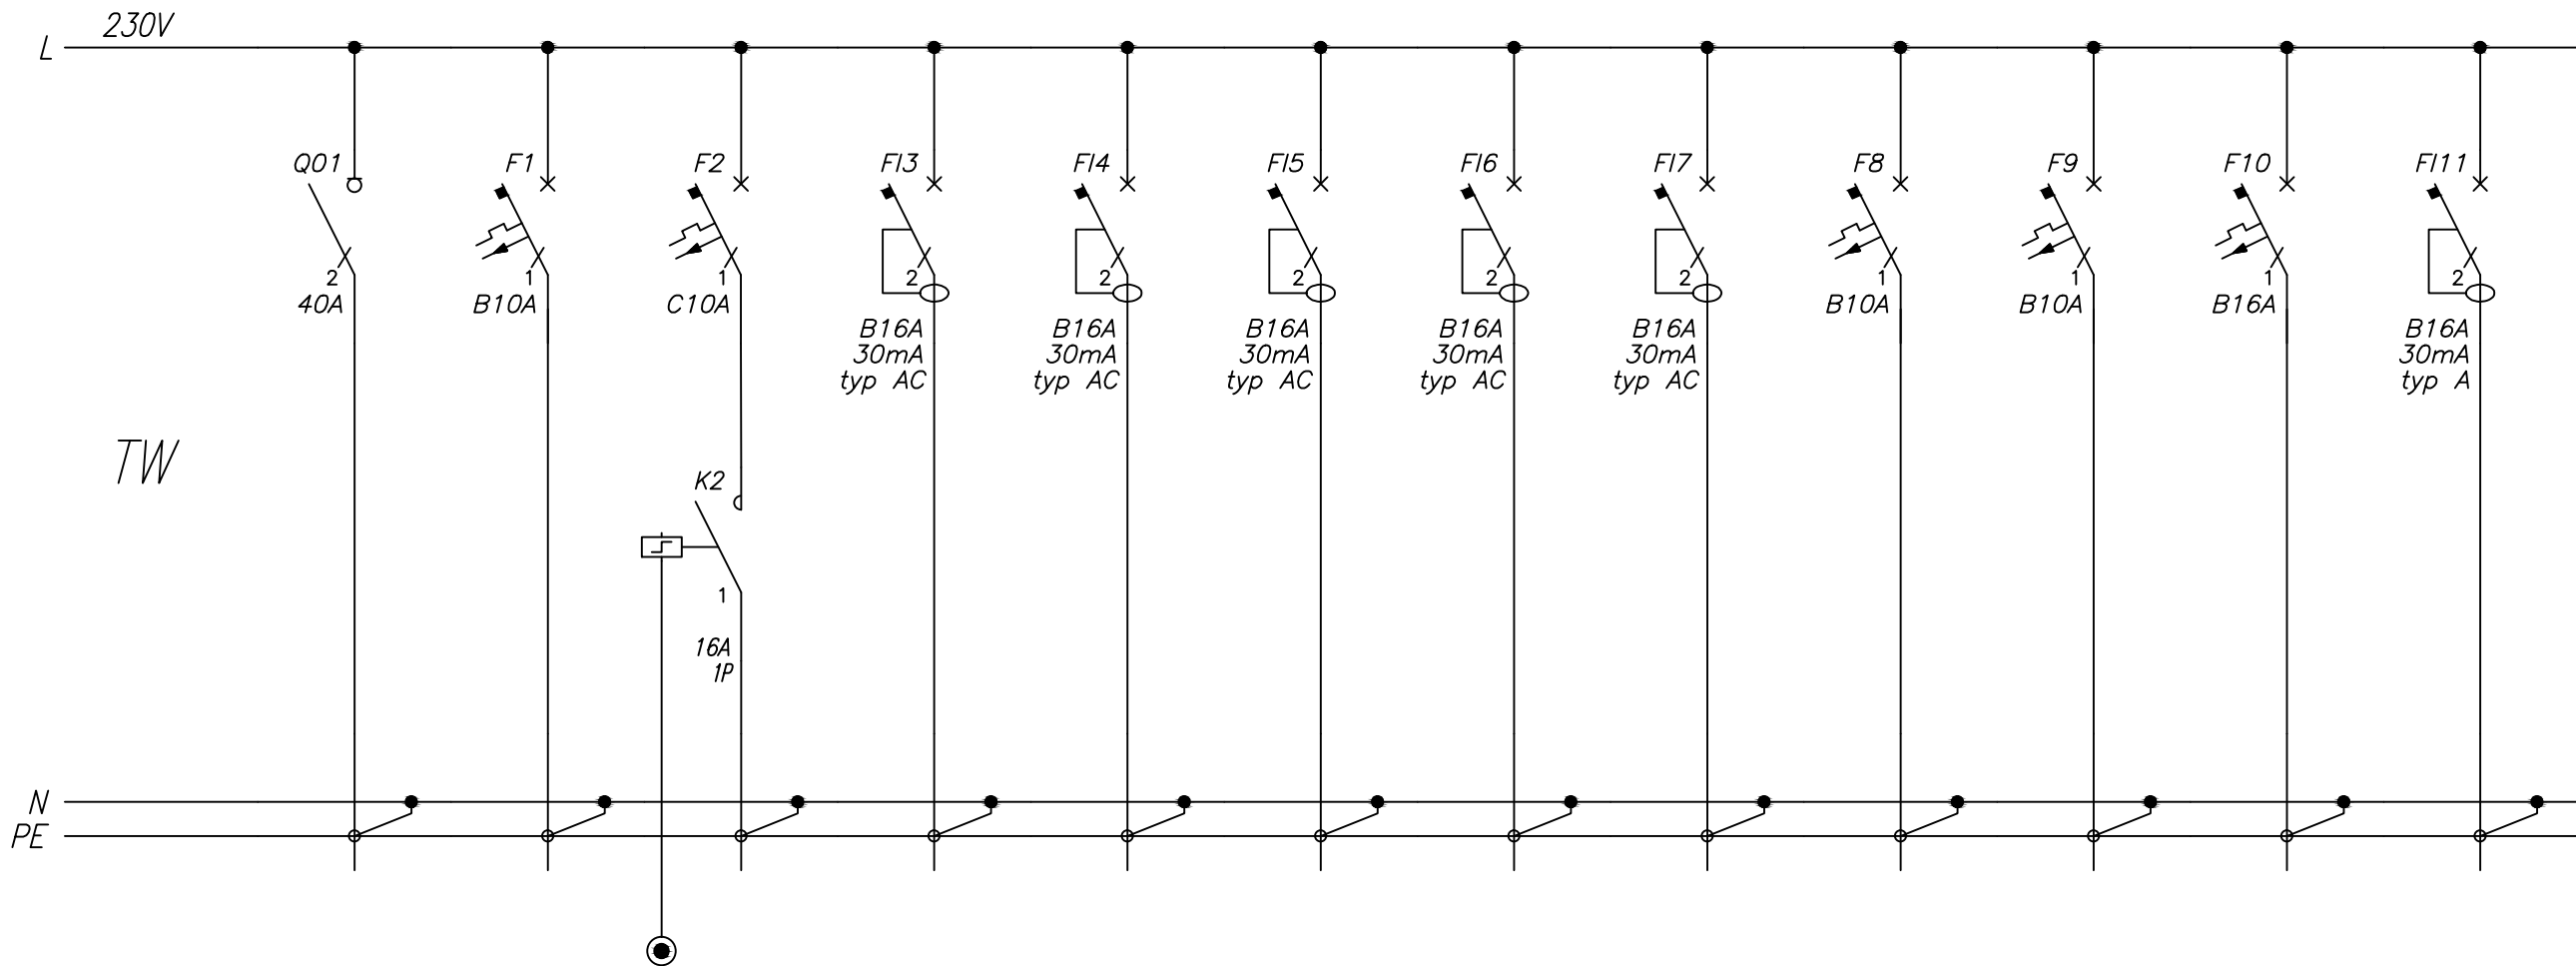 230V
L
Q01
F1
F2
FI3
FI4
FI5
FI6
FI7
F8
F9
F10
FI11
2
1
1
2
2
2
2
2
1
1
1
2
40A
B10A
C10A
B10A
B10A
B16A
B16A
30mA
typ AC
B16A
30mA
typ AC
B16A
30mA
typ AC
B16A
30mA
typ AC
B16A
30mA
typ AC
B16A
30mA
typ A
TW
K2
1
16A
1P
N
PE